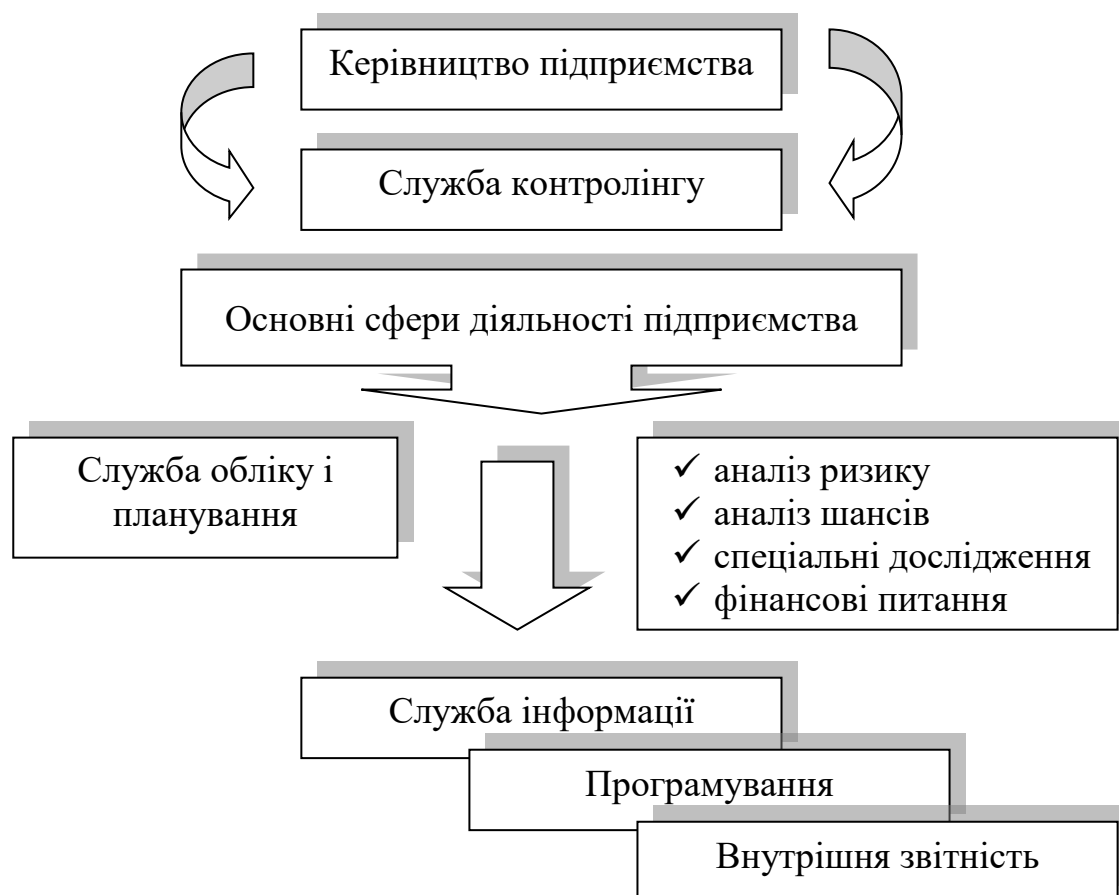 Керівництво підприємства
Служба контролінгу
Основні сфери діяльності підприємства
Служба обліку і
планування
✓ аналіз ризику
✓ аналіз шансів
✓ спеціальні дослідження
✓ фінансові питання
Служба інформації
Програмування
Внутрішня звітність